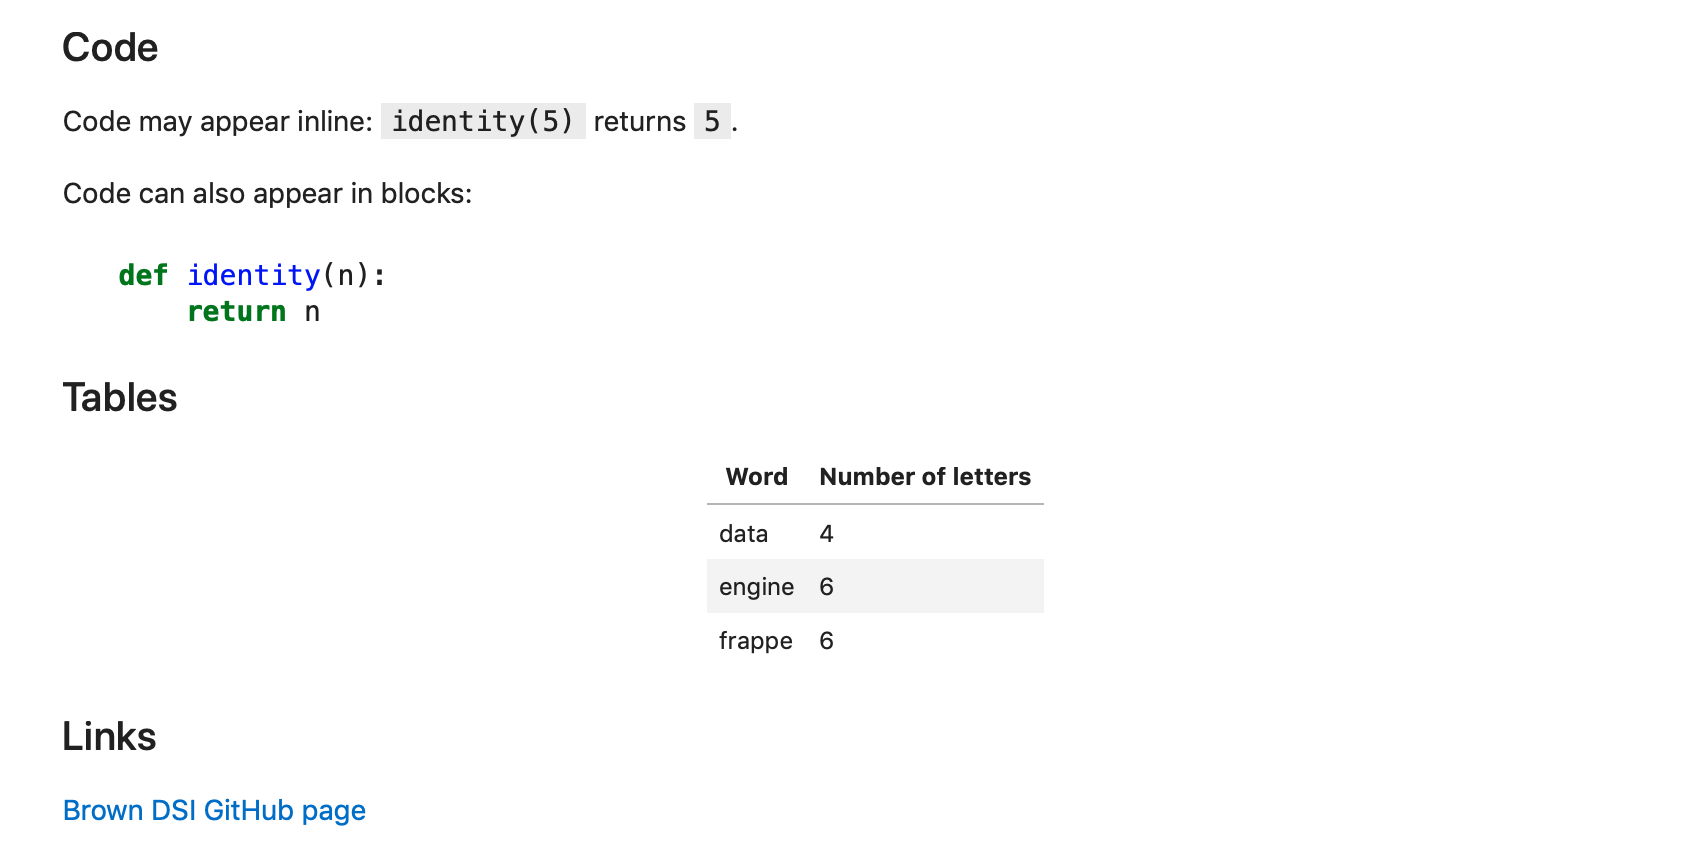 Code
Code may appear inline: identity(5) returns 5.
Code can also appear in blocks:
def identity(n):
    return n
Tables
Word Number of letters
data 4
engine 6
frappe 6
Links
Brown DSI GitHub page